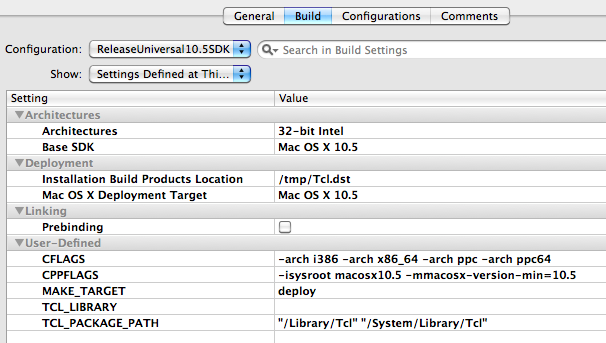 General Build Configurations Comments
Configuration: ReleaseUniversal10.5SDK Search in Build Settings
Show: Settings Defined at Thi...
Setting Value
Architectures
Architectures 32-bit Intel
Base SDK Mac OS X 10.5
Deployment
Installation Build Products Location /tmp/Tcl.dst
Mac OS X Deployment Target Mac OS X 10.5
Linking
Prebinding
User-Defined
CFLAGS -arch i386 -arch x86_64 -arch ppc -arch ppc64
CPPFLAGS -isysroot macosx10.5 -mmacosx-version-min=10.5
MAKE_TARGET deploy
TCL_LIBRARY
TCL_PACKAGE_PATH "/Library/Tcl" "/System/Library/Tcl"